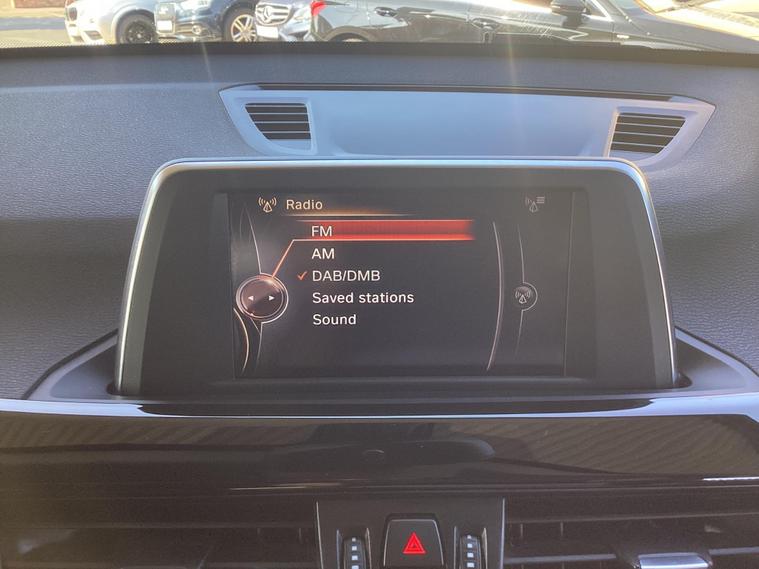 Radio
FM
AM
DAB/DMB
Saved stations
Sound